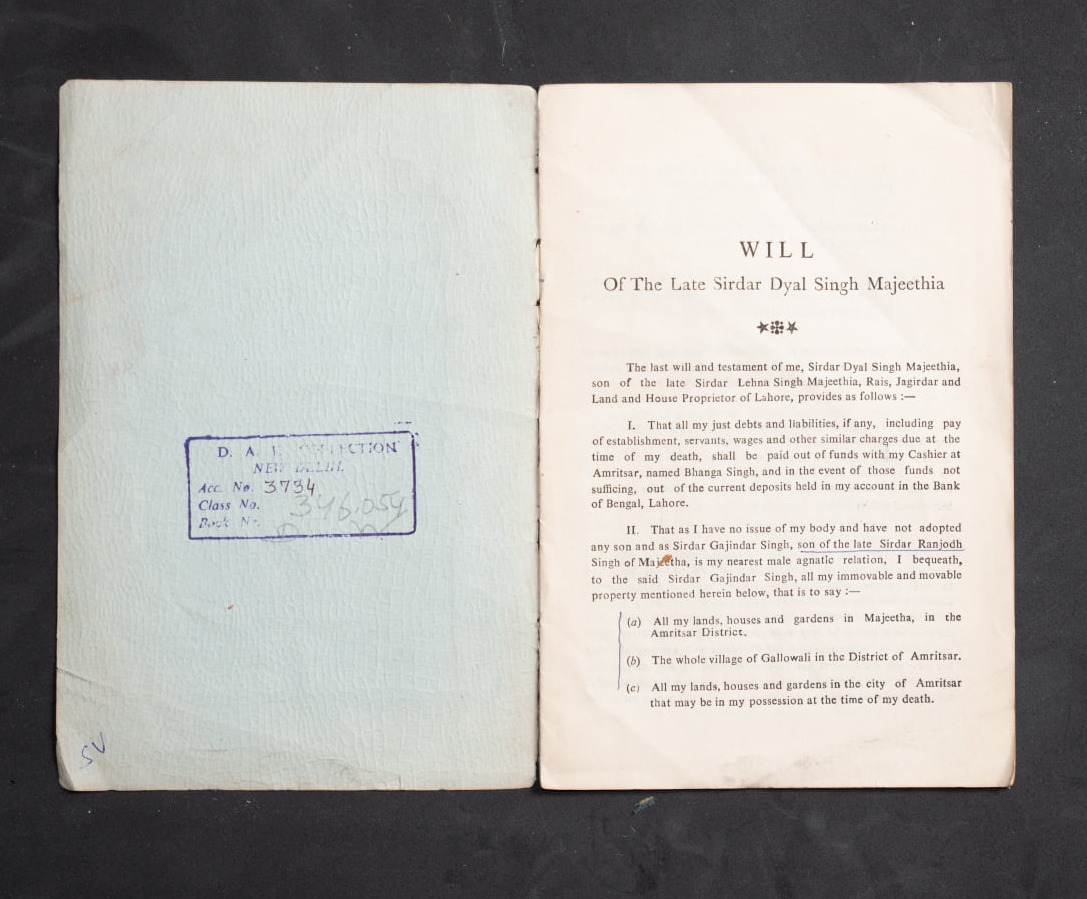 D. A. COLLECTION
NEW DELHI.
Acc. No. 3734
Class No. 346.054
Book No.
SV
WILL
Of The Late Sirdar Dyal Singh Majeethia
The last will and testament of me, Sirdar Dyal Singh Majeethia,
son of the late Sirdar Lehna Singh Majeethia, Rais, Jagirdar and
Land and House Proprietor of Lahore, provides as follows :—
I. That all my just debts and liabilities, if any, including pay
of establishment, servants, wages and other similar charges due at the
time of my death, shall be paid out of funds with my Cashier at
Amritsar, named Bhanga Singh, and in the event of those funds not
sufficing, out of the current deposits held in my account in the Bank
of Bengal, Lahore.
II. That as I have no issue of my body and have not adopted
any son and as Sirdar Gajindar Singh, son of the late Sirdar Ranjodh
Singh of Majeetha, is my nearest male agnatic relation, I bequeath,
to the said Sirdar Gajindar Singh, all my immovable and movable
property mentioned herein below, that is to say :—
(a) All my lands, houses and gardens in Majeetha, in the
Amritsar District.
(b) The whole village of Gallowali in the District of Amritsar.
(c) All my lands, houses and gardens in the city of Amritsar
that may be in my possession at the time of my death.